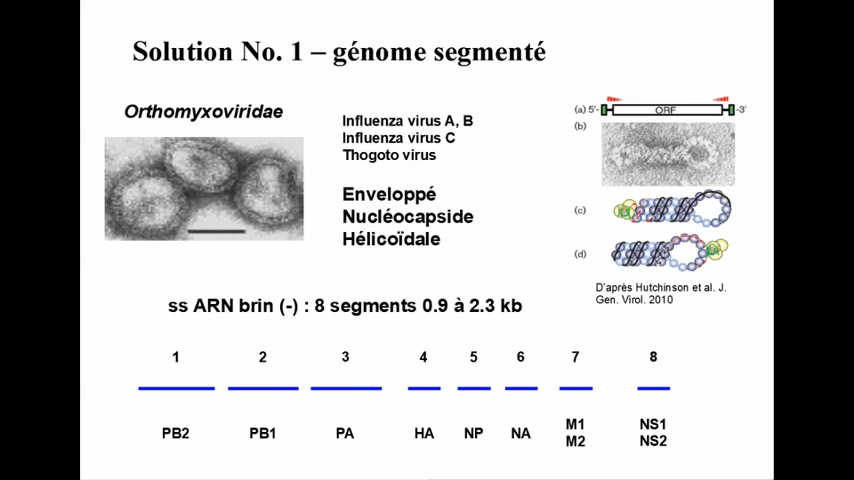 Solution No. 1 – génome segmenté
Orthomyxoviridae
Influenza virus A, B
Influenza virus C
Thogoto virus
Enveloppé
Nucléocapside
Hélicoïdale
(a) 5'- ORF -3'
(b)
(c)
(d)
D'après Hutchinson et al. J.
Gen. Virol. 2010
ss ARN brin (-) : 8 segments 0.9 à 2.3 kb
1 2 3 4 5 6 7 8
PB2 PB1 PA HA NP NA M1 NS1
M2 NS2